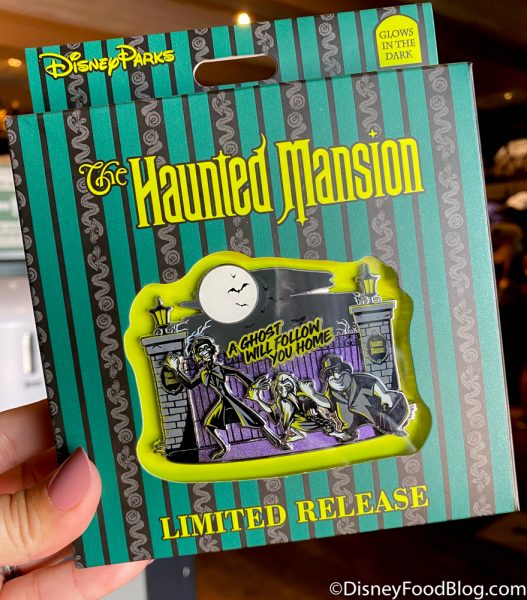 Disney Parks
GLOWS
IN THE
DARK
The Haunted Mansion
A GHOST
WILL FOLLOW
YOU HOME
LIMITED RELEASE
©DisneyFoodBlog.com